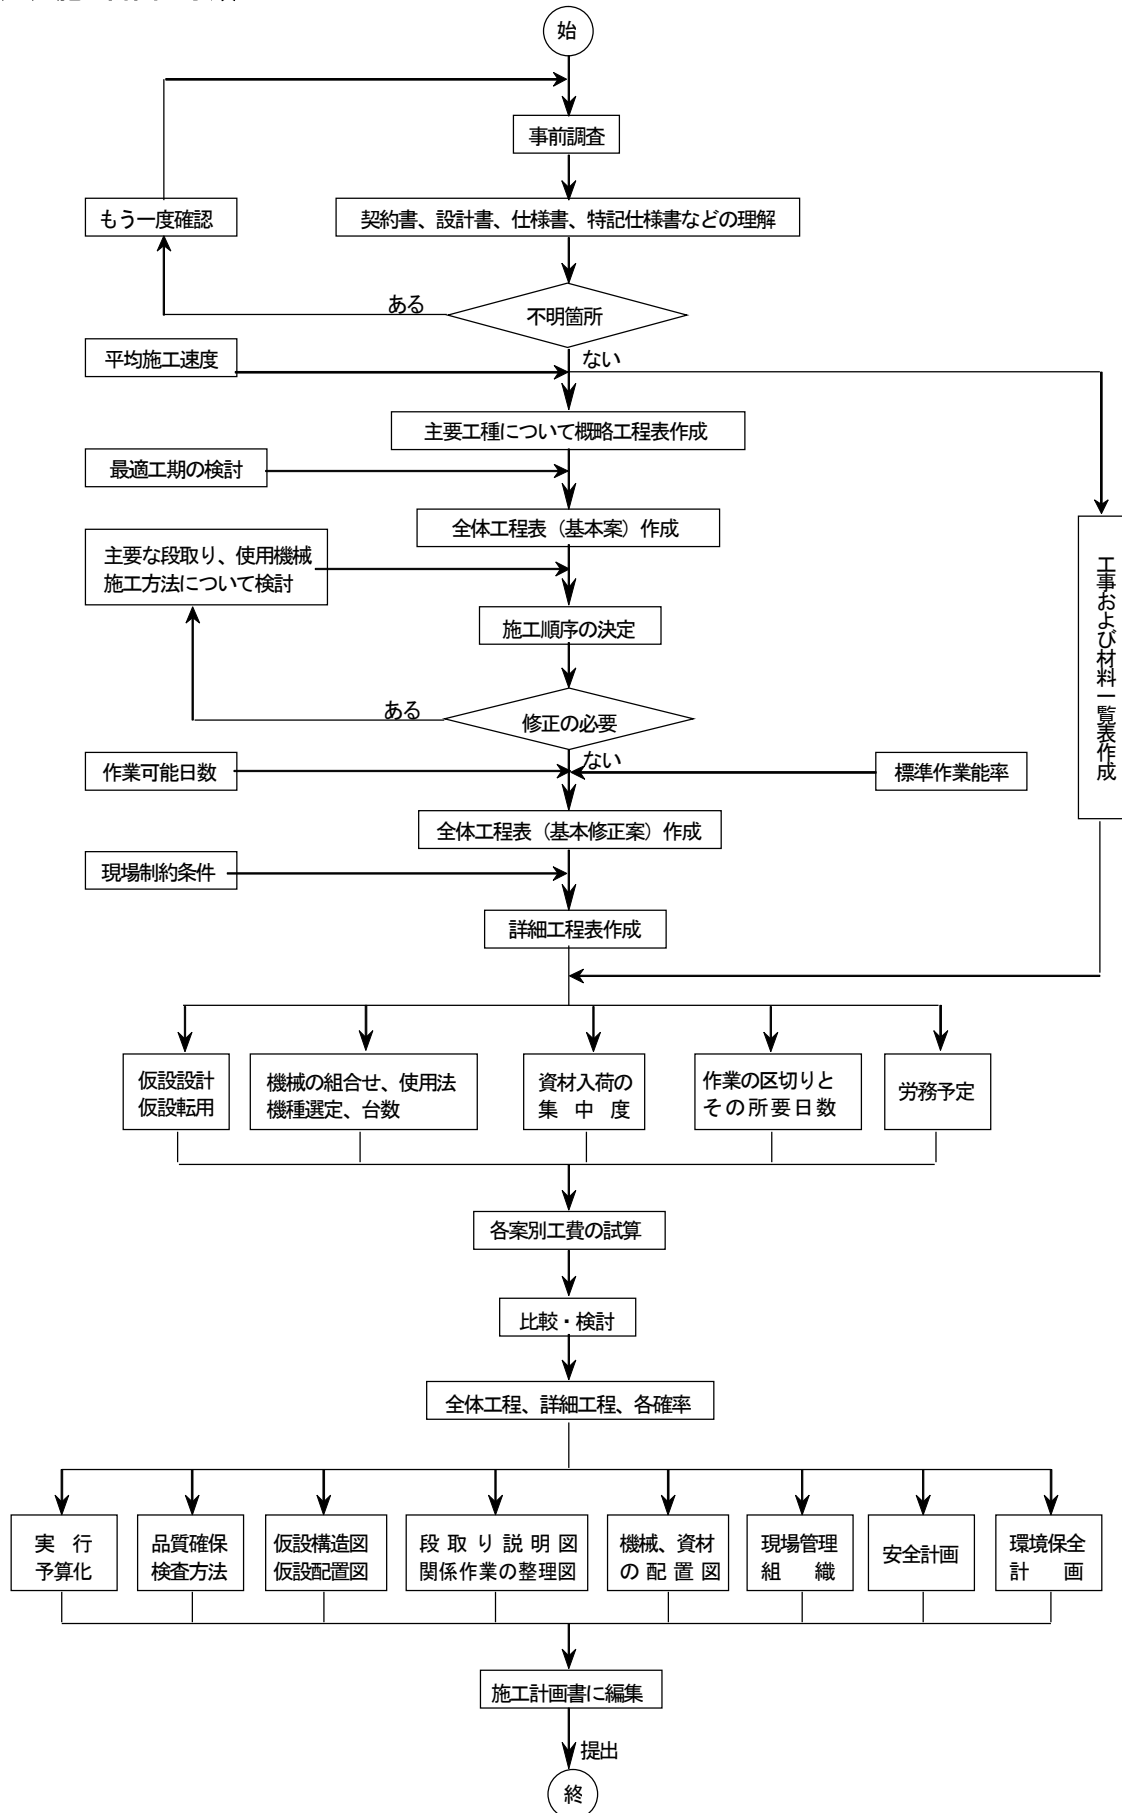 始
事前調査
もう一度確認
契約書、設計書、仕様書、特記仕様書などの理解
ある
不明箇所
平均施工速度
ない
主要工種について概略工程表作成
最適工期の検討
全体工程表（基本案）作成
主要な段取り、使用機械
施工方法について検討
工事および材料一覧表作成
施工順序の決定
ある
修正の必要
ない
作業可能日数
標準作業能率
全体工程表（基本修正案）作成
現場制約条件
詳細工程表作成
仮設設計
仮設転用
機械の組合せ、使用法
機種選定、台数
資材入荷の
集中度
作業の区切りと
その所要日数
労務予定
各案別工費の試算
比較・検討
全体工程、詳細工程、各確率
実行
予算化
品質確保
検査方法
仮設構造図
仮設配置図
段取り説明図
関係作業の整理図
機械、資材
の配置図
現場管理
組織
安全計画
環境保全
計画
施工計画書に編集
提出
終